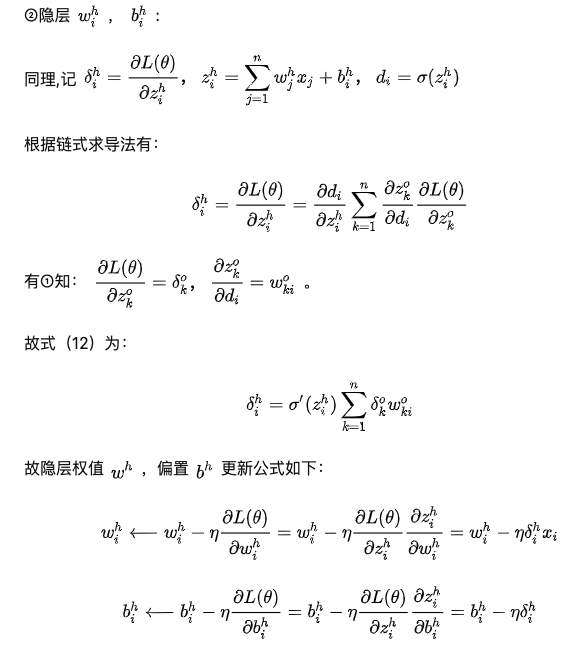 ②隐层 $w_i^h$ ， $b_i^h$ ：
同理,记 $\delta_i^h = \frac{\partial L(\theta)}{\partial z_i^h}$， $z_i^h = \sum_{j=1}^{n} w_j^h x_j + b_i^h$， $d_i = \sigma(z_i^h)$
根据链式求导法有：
$\delta_i^h = \frac{\partial L(\theta)}{\partial z_i^h} = \frac{\partial d_i}{\partial z_i^h} \sum_{k=1}^{n} \frac{\partial z_k^o}{\partial d_i} \frac{\partial L(\theta)}{\partial z_k^o}$
有①知： $\frac{\partial L(\theta)}{\partial z_k^o} = \delta_k^o$， $\frac{\partial z_k^o}{\partial d_i} = w_{ki}^o$ 。
故式（12）为：
$\delta_i^h = \sigma'(z_i^h) \sum_{k=1}^{n} \delta_k^o w_{ki}^o$
故隐层权值 $w^h$ ，偏置 $b^h$ 更新公式如下：
$w_i^h \longleftarrow w_i^h - \eta \frac{\partial L(\theta)}{\partial w_i^h} = w_i^h - \eta \frac{\partial L(\theta)}{\partial z_i^h} \frac{\partial z_i^h}{\partial w_i^h} = w_i^h - \eta \delta_i^h x_i$
$b_i^h \longleftarrow b_i^h - \eta \frac{\partial L(\theta)}{\partial b_i^h} = b_i^h - \eta \frac{\partial L(\theta)}{\partial z_i^h} \frac{\partial z_i^h}{\partial b_i^h} = b_i^h - \eta \delta_i^h$